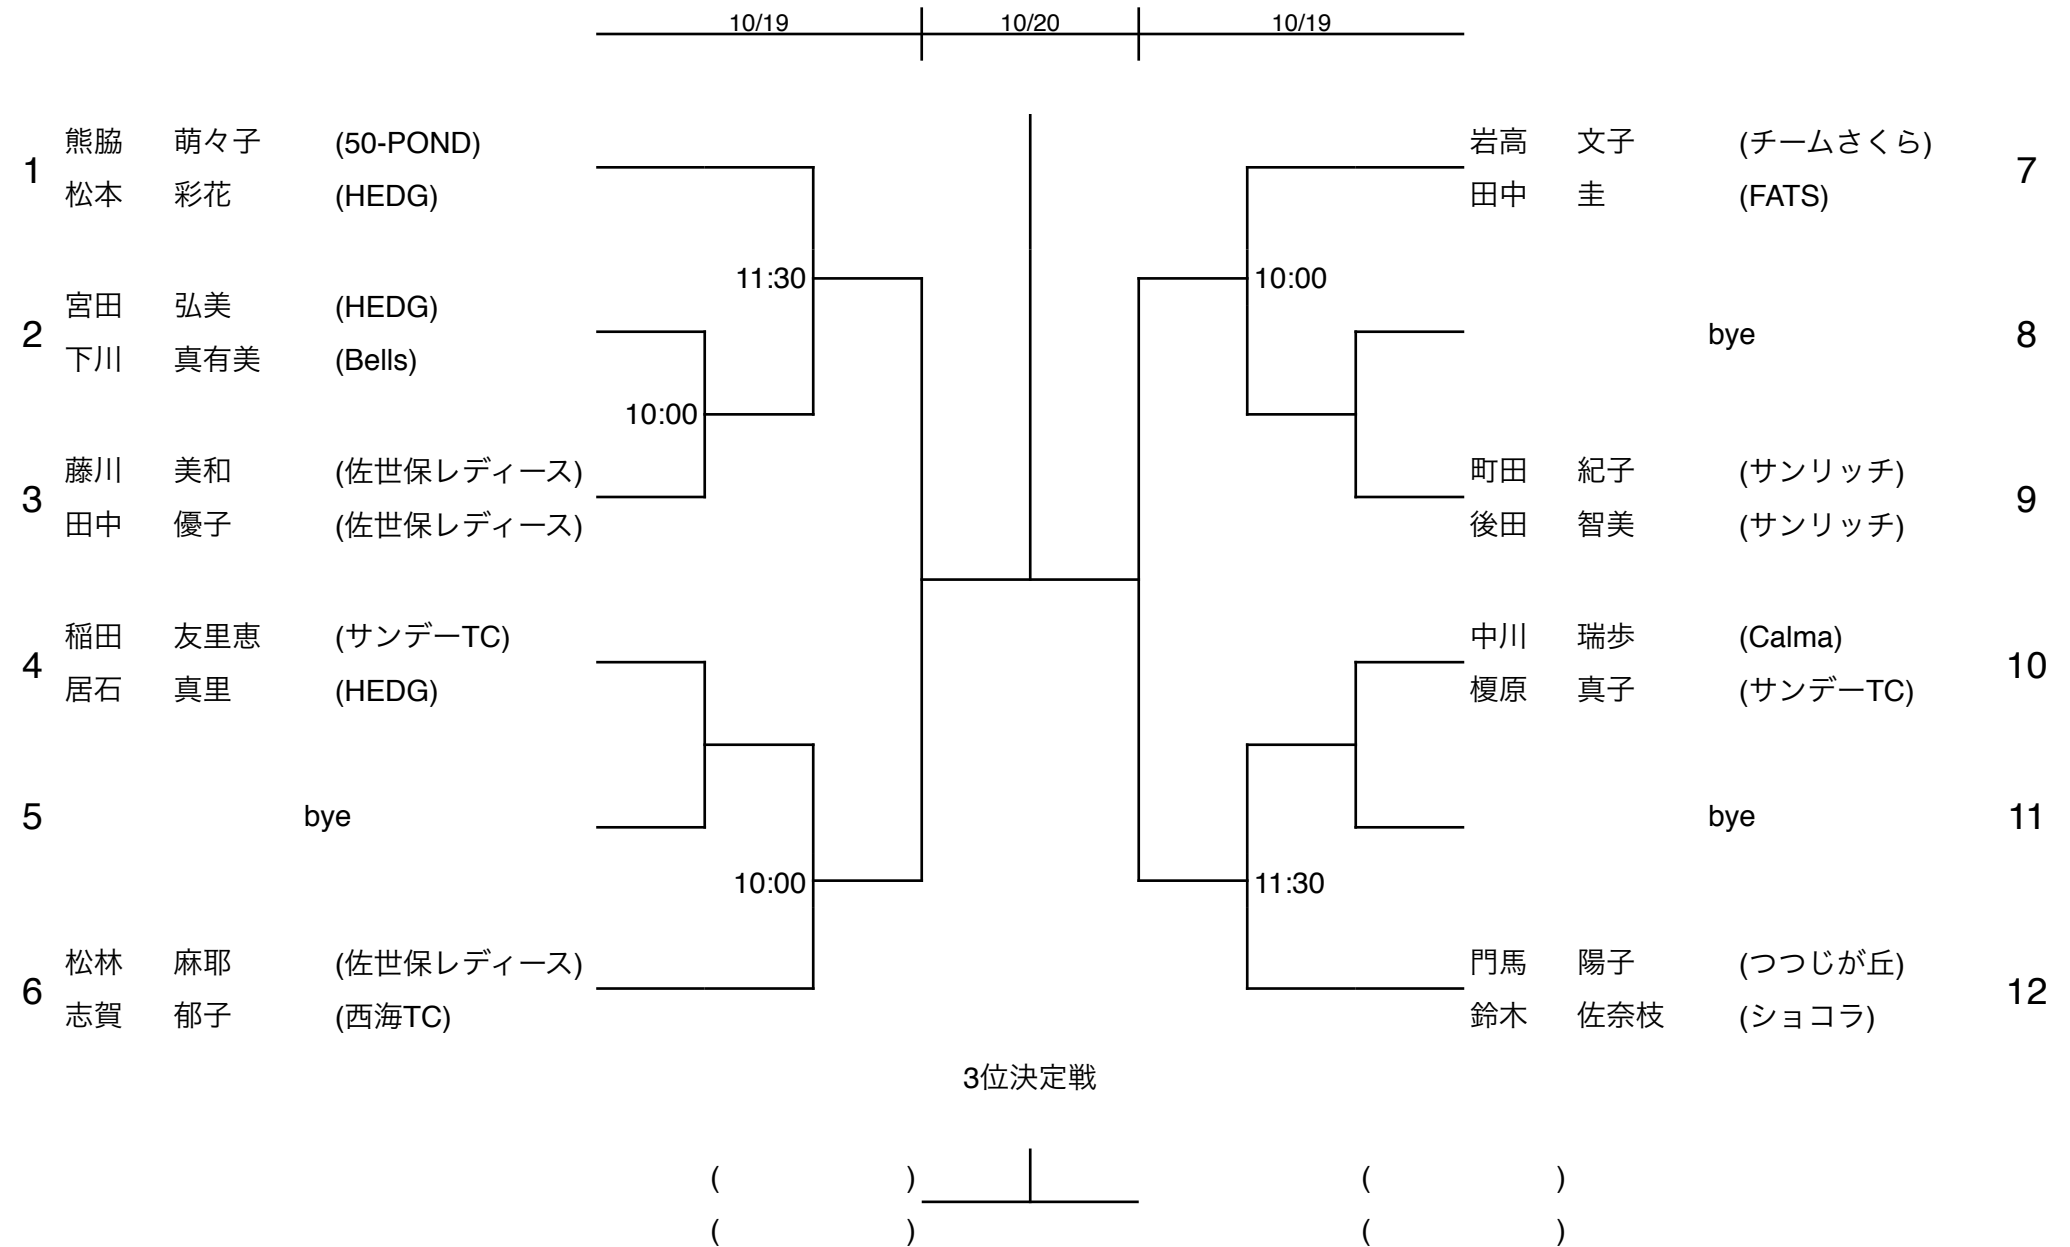 10/19 10/20 10/19
1 熊脇 萌々子 (50-POND)
松本 彩花 (HEDG)
11:30
2 宮田 弘美 (HEDG)
下川 真有美 (Bells)
10:00
3 藤川 美和 (佐世保レディース)
田中 優子 (佐世保レディース)
4 稲田 友里恵 (サンデーTC)
居石 真里 (HEDG)
5 bye
10:00
6 松林 麻耶 (佐世保レディース)
志賀 郁子 (西海TC)
岩高 文子 (チームさくら) 7
田中 圭 (FATS)
10:00
bye 8
町田 紀子 (サンリッチ) 9
後田 智美 (サンリッチ)
中川 瑞歩 (Calma) 10
榎原 真子 (サンデーTC)
bye 11
11:30
門馬 陽子 (つつじが丘) 12
鈴木 佐奈枝 (ショコラ)
3位決定戦
( ) ( )
( ) ( )